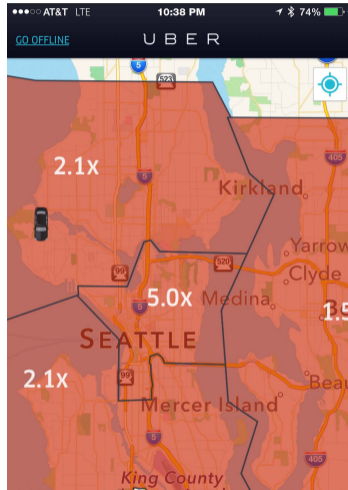 AT&T LTE 10:38 PM 74%
GO OFFLINE UBER
5
523
405
2.1x
5
Kirkland
Yarrow
520
99
Clyde
5.0x
Medina
1.5
SEATTLE
99
2.1x
Beau
Mercer Island
5
405
King County